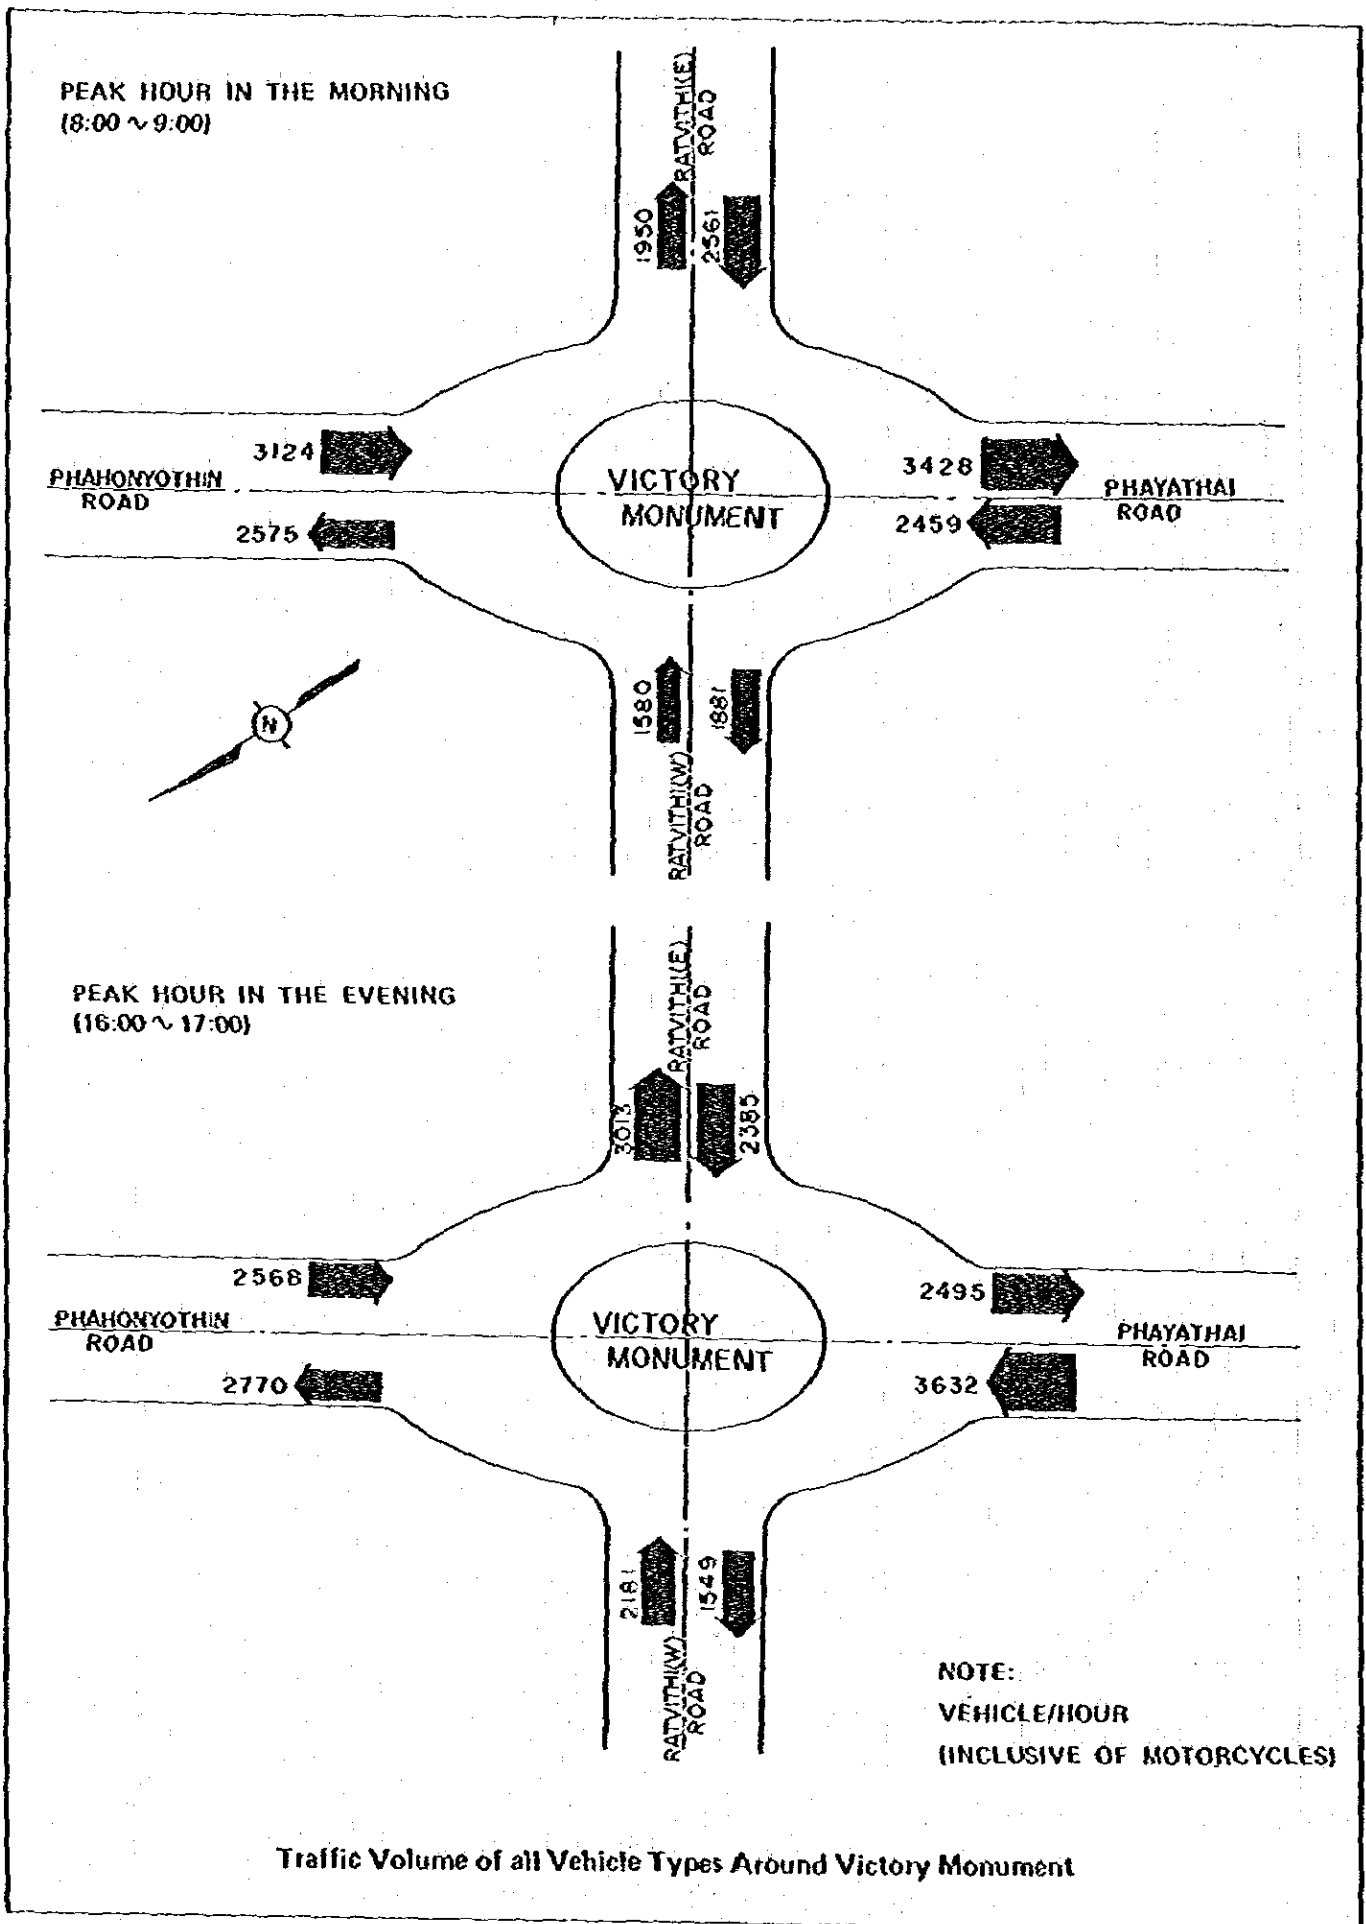 PEAK HOUR IN THE MORNING
(8:00 ~ 9:00)
RATVITHI(E)
ROAD
1950
2561
3124
PHAHONYOTHIN
ROAD
2575
VICTORY
MONUMENT
3428
2459
PHAYATHAI
ROAD
N
1580
1881
RATVITHI(W)
ROAD
PEAK HOUR IN THE EVENING
(16:00 ~ 17:00)
RATVITHI(E)
ROAD
3013
2385
2568
PHAHONYOTHIN
ROAD
2770
VICTORY
MONUMENT
2495
3632
PHAYATHAI
ROAD
2181
1549
RATVITHI(W)
ROAD
NOTE:
VEHICLE/HOUR
(INCLUSIVE OF MOTORCYCLES)
Traffic Volume of all Vehicle Types Around Victory Monument